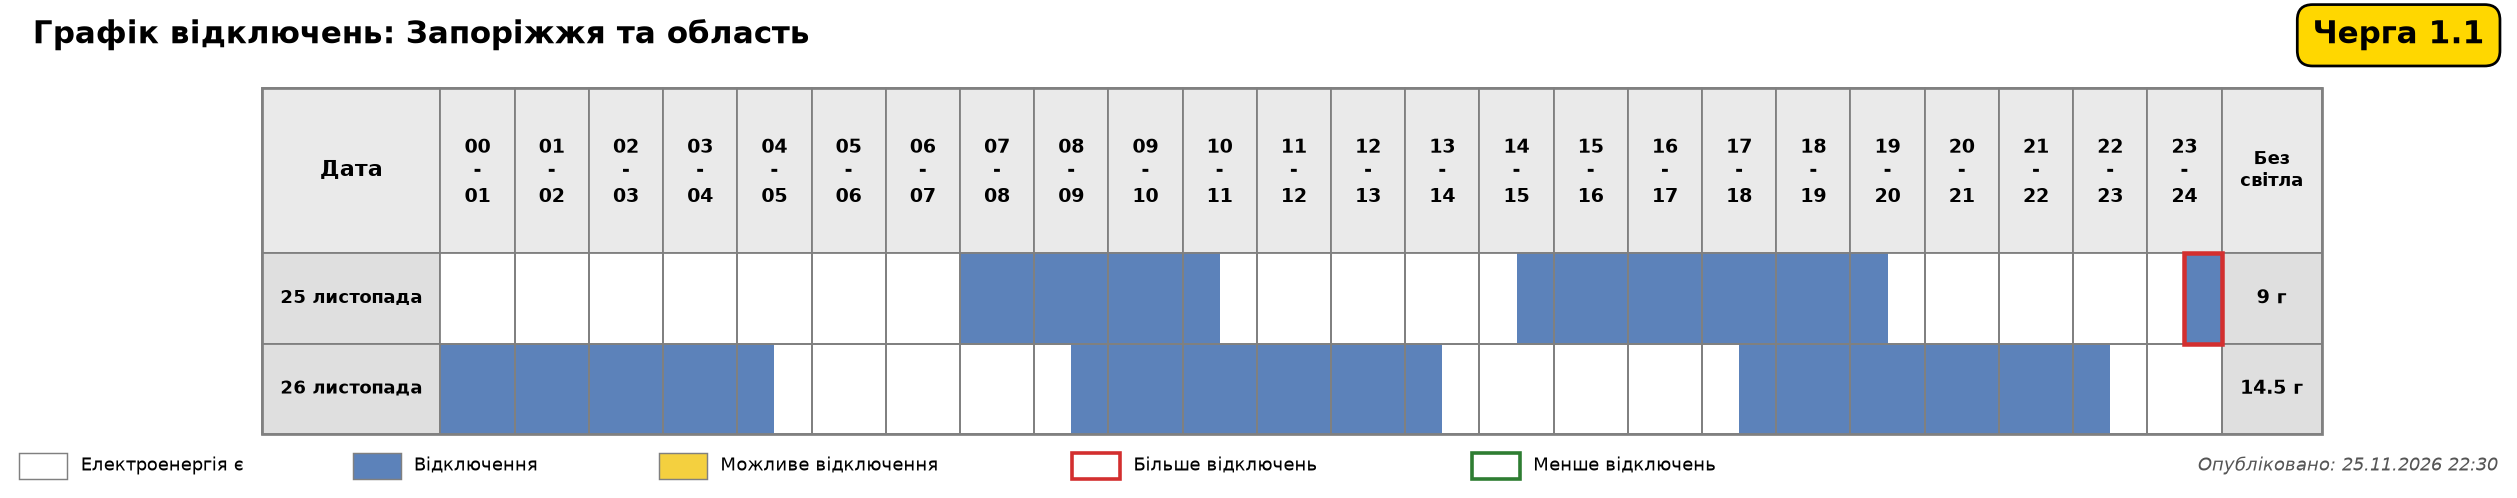 Графік відключень: Запоріжжя та область
Черга 1.1
Дата
00 - 01
01 - 02
02 - 03
03 - 04
04 - 05
05 - 06
06 - 07
07 - 08
08 - 09
09 - 10
10 - 11
11 - 12
12 - 13
13 - 14
14 - 15
15 - 16
16 - 17
17 - 18
18 - 19
19 - 20
20 - 21
21 - 22
22 - 23
23 - 24
Без
світла
25 листопада
9 г
26 листопада
14.5 г
Електроенергія є
Відключення
Можливе відключення
Більше відключень
Менше відключень
Опубліковано: 25.11.2026 22:30